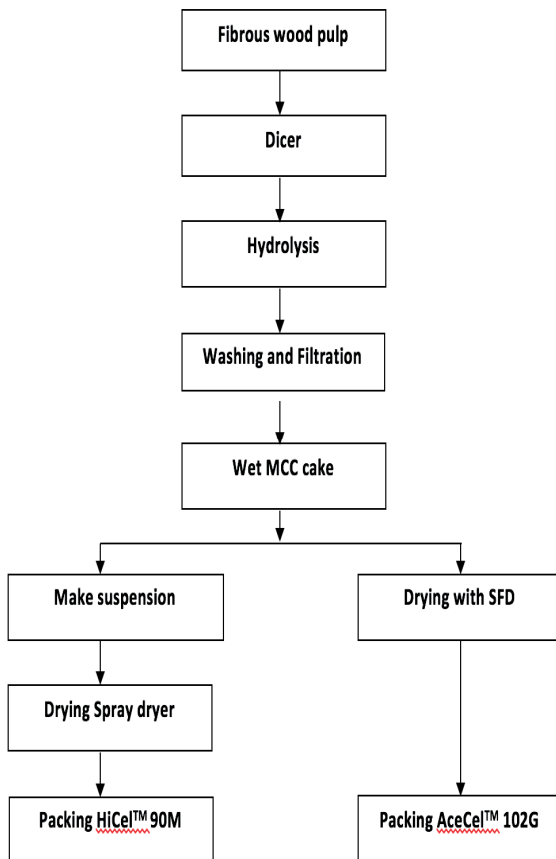 Fibrous wood pulp
Dicer
Hydrolysis
Washing and Filtration
Wet MCC cake
Make suspension
Drying with SFD
Drying Spray dryer
Packing HiCel™ 90M
Packing AceCel™ 102G